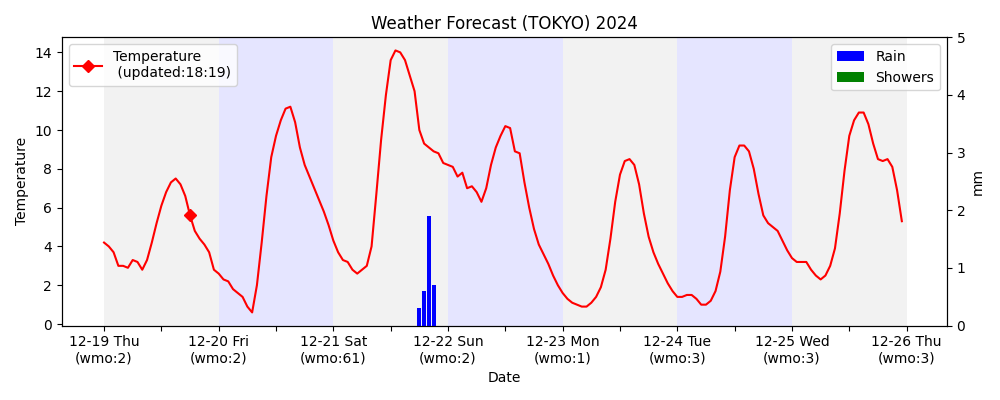 Weather Forecast (TOKYO) 2024
Temperature
(updated:18:19)
Rain
Showers
14
12
10
8
6
4
2
0
Temperature
5
4
3
2
1
0
mm
12-19 Thu
(wmo:2)
12-20 Fri
(wmo:2)
12-21 Sat
(wmo:61)
12-22 Sun
(wmo:2)
12-23 Mon
(wmo:1)
12-24 Tue
(wmo:3)
12-25 Wed
(wmo:3)
12-26 Thu
(wmo:3)
Date